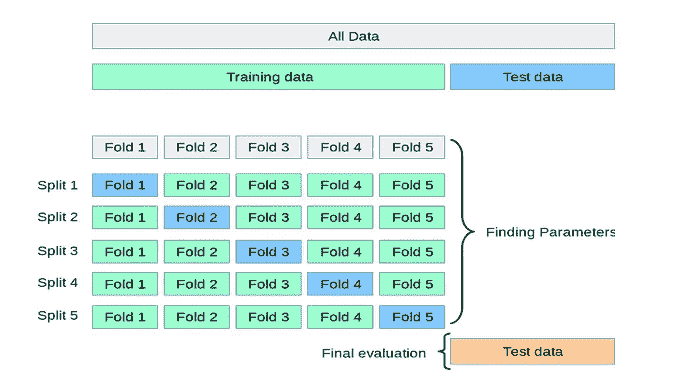 All Data
Training data Test data
Fold 1 Fold 2 Fold 3 Fold 4 Fold 5
Split 1 Fold 1 Fold 2 Fold 3 Fold 4 Fold 5
Split 2 Fold 1 Fold 2 Fold 3 Fold 4 Fold 5
Split 3 Fold 1 Fold 2 Fold 3 Fold 4 Fold 5
Split 4 Fold 1 Fold 2 Fold 3 Fold 4 Fold 5
Split 5 Fold 1 Fold 2 Fold 3 Fold 4 Fold 5
Finding Parameters
Final evaluation Test data